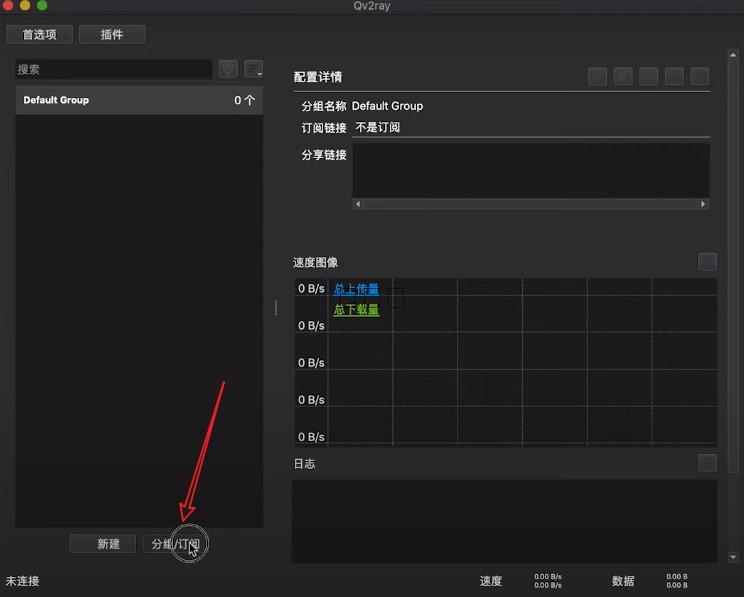 Qv2ray
首选项 插件
搜索
Default Group 0 个
配置详情
分组名称 Default Group
订阅链接 不是订阅
分享链接
速度图像
0 B/s 总上传量
总下载量
0 B/s
0 B/s
0 B/s
0 B/s
日志
新建 分组/订阅
未连接 速度 0.00 B/s 数据 0.00 B
0.00 B/s 0.00 B